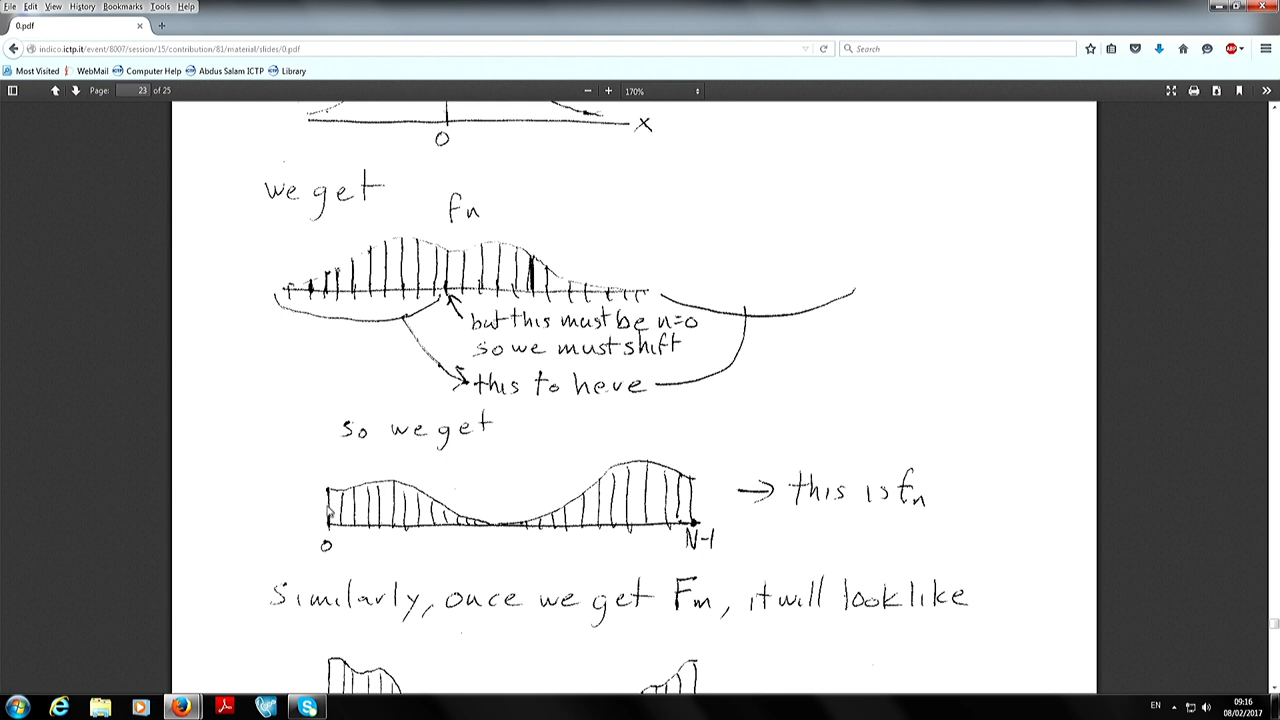 File Edit View History Bookmarks Tools Help
0.pdf
indico.ictp.it/event/8007/session/15/contribution/81/material/slides/0.pdf
Search
Most Visited WebMail Computer Help Abdus Salam ICTP Library
Page: 23 of 25
170%
x
0
we get
fn
but this must be n=0
so we must shift
this to here
so we get
→ this is fn
0
N-1
Similarly, once we get Fm, it will look like
EN
09:16
08/02/2017